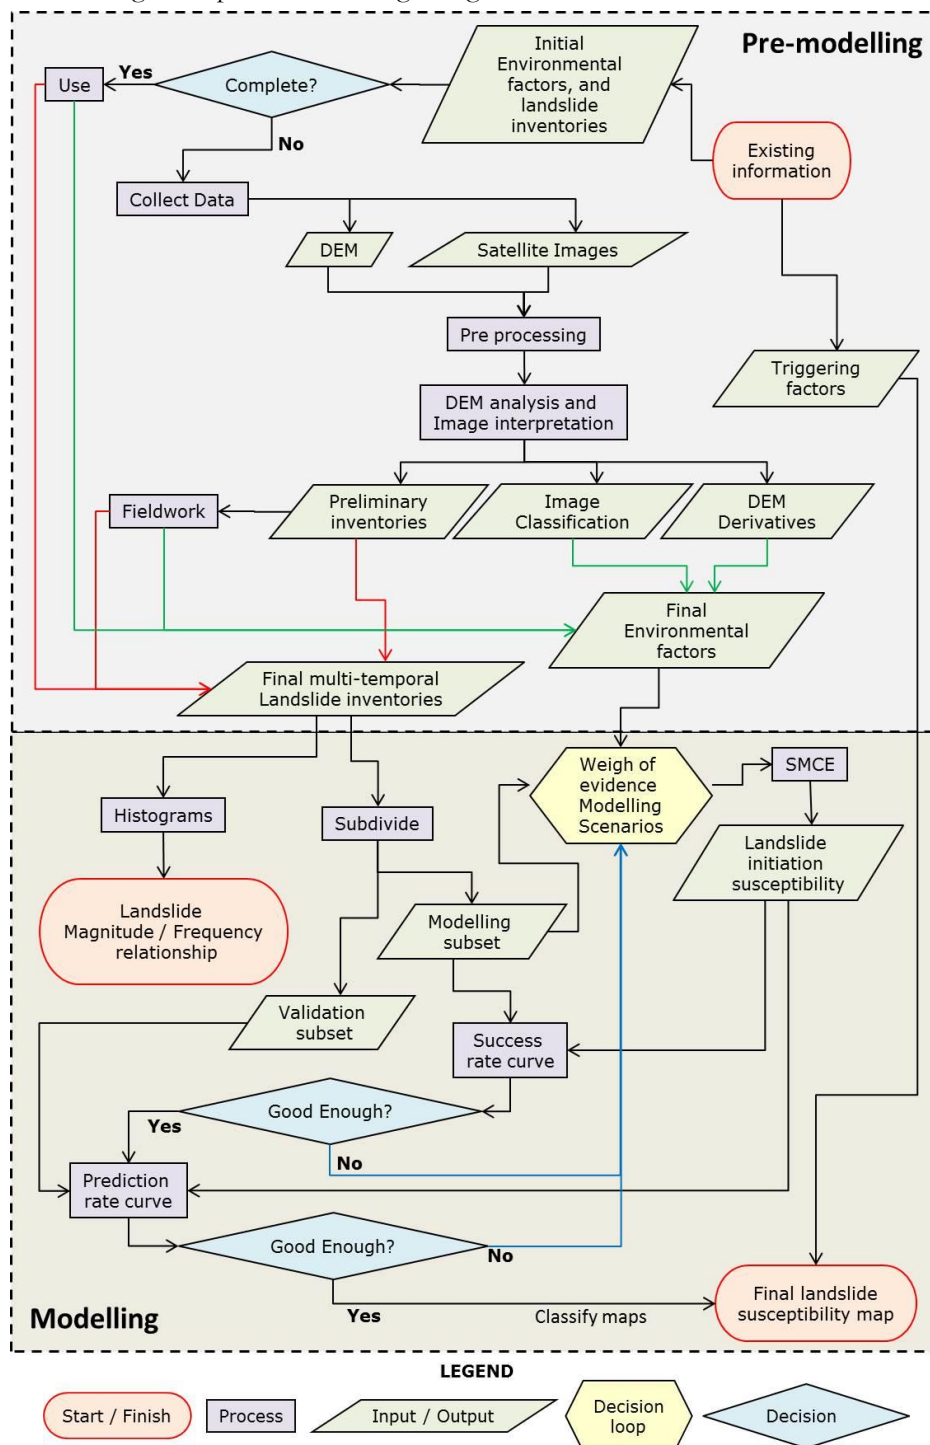 Pre-modelling
Initial
Environmental
factors, and
landslide
inventories
Yes
Use
Complete?
No
Existing
information
Collect Data
DEM
Satellite Images
Pre processing
Triggering
factors
DEM analysis and
Image interpretation
Fieldwork
Preliminary
inventories
Image
Classification
DEM
Derivatives
Final
Environmental
factors
Final multi-temporal
Landslide inventories
Weigh of
evidence
Modelling
Scenarios
SMCE
Histograms
Subdivide
Landslide
initiation
susceptibility
Landslide
Magnitude / Frequency
relationship
Modelling
subset
Validation
subset
Success
rate curve
Good Enough?
Yes
No
Prediction
rate curve
Good Enough?
No
Yes
Classify maps
Final landslide
susceptibility map
Modelling
LEGEND
Start / Finish
Process
Input / Output
Decision
loop
Decision